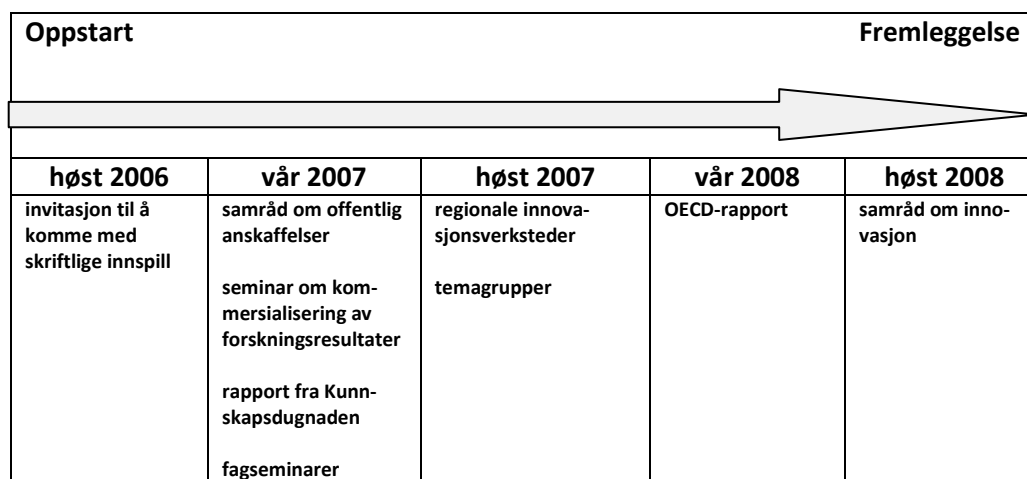 Oppstart Fremleggelse
høst 2006 vår 2007 høst 2007 vår 2008 høst 2008
invitasjon til å
komme med
skriftlige innspill
samråd om offentlig
anskaffelser
seminar om kom-
mersialisering av
forskningsresultater
rapport fra Kunn-
skapsdugnaden
fagseminarer
regionale innova-
sjonsverksteder
temagrupper
OECD-rapport
samråd om inno-
vasjon